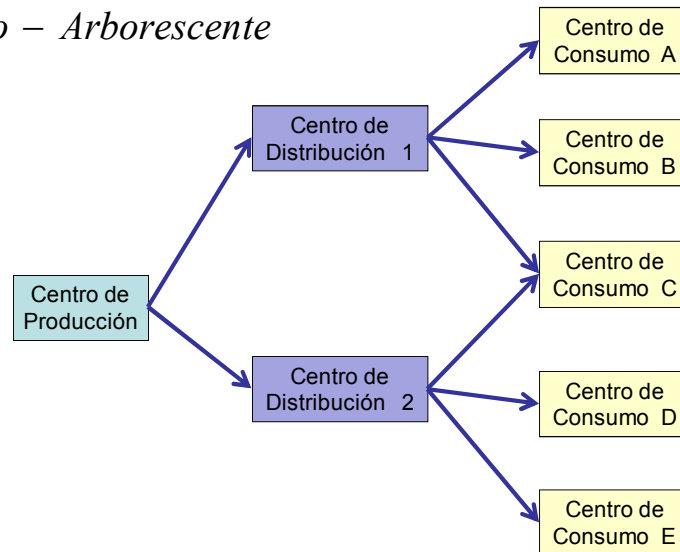 – Arborescente
Centro de
Consumo A
Centro de
Distribución 1
Centro de
Consumo B
Centro de
Consumo C
Centro de
Producción
Centro de
Distribución 2
Centro de
Consumo D
Centro de
Consumo E